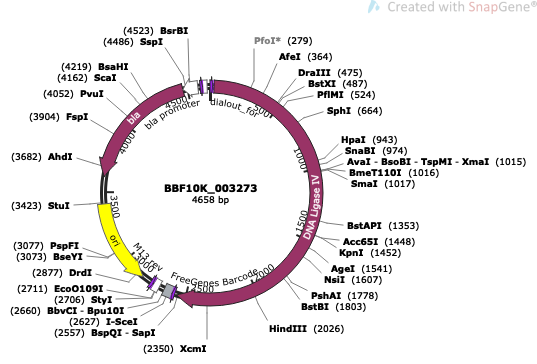 Created with SnapGene®
(4523) BsrBI
(4486) SspI
PfoI* (279)
AfeI (364)
(4219) BsaHI
(4162) ScaI
(4052) PvuI
(3904) FspI
(3682) AhdI
(3423) StuI
(3077) PspFI
(3073) BseYI
(2877) DrdI
(2711) EcoO109I
(2706) StyI
(2660) BbvCI - Bpu10I
(2627) I-SceI
(2557) BspQI - SapI
(2350) XcmI
DraIII (475)
BstXI (487)
PflMI (524)
SphI (664)
HpaI (943)
SnaBI (974)
AvaI - BsoBI - TspMI - XmaI (1015)
BmeT110I (1016)
SmaI (1017)
BstAPI (1353)
Acc65I (1448)
KpnI (1452)
AgeI (1541)
NsiI (1607)
PshAI (1778)
BstBI (1803)
HindIII (2026)
BBF10K_003273
4658 bp
bla
bla promoter
dialout_for
DNA Ligase IV
FreeGenes Barcode
M13 rev
ori
500
1000
1500
2000
3000
3500
4000
4500